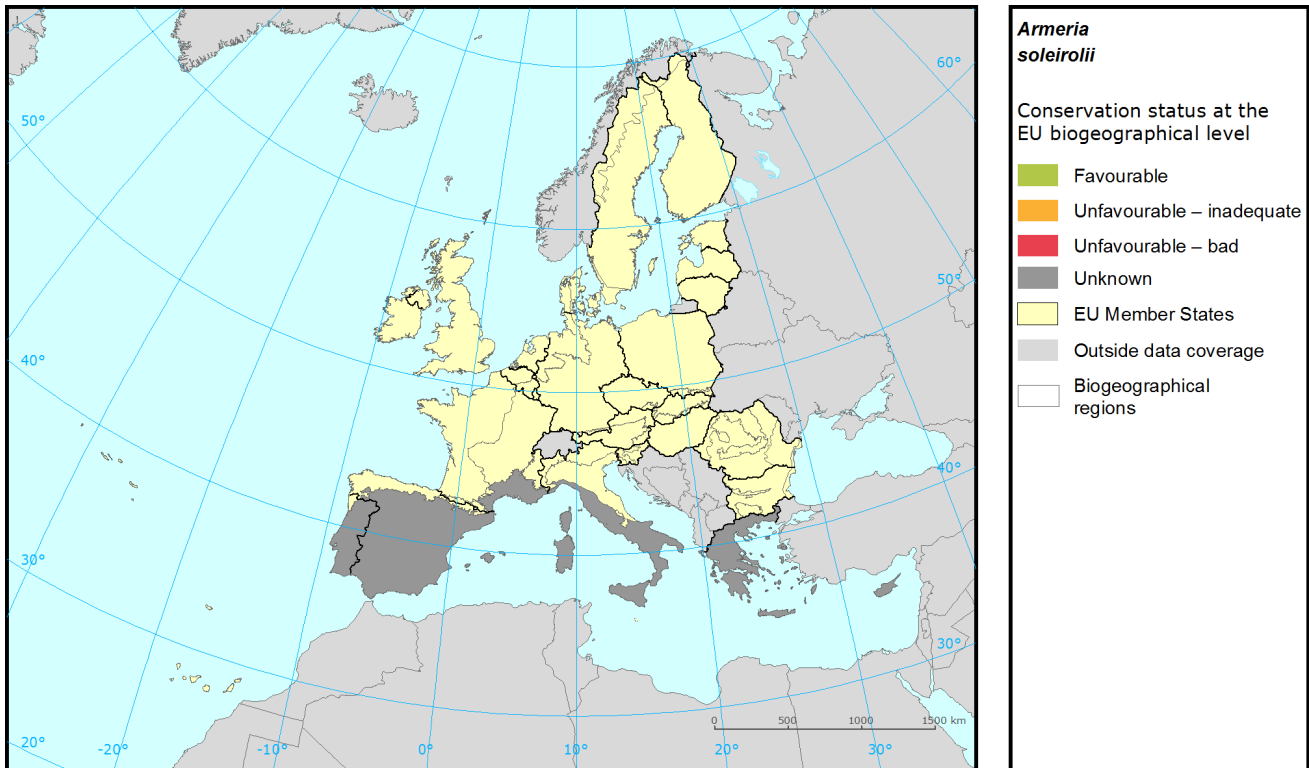 Armeria
soleirolii
Conservation status at the
EU biogeographical level
Favourable
Unfavourable – inadequate
Unfavourable – bad
Unknown
EU Member States
Outside data coverage
Biogeographical
regions
60°
50°
50°
40°
40°
30°
30°
20°
-20°
-10°
0°
10°
20°
30°
0
500
1000
1500 km